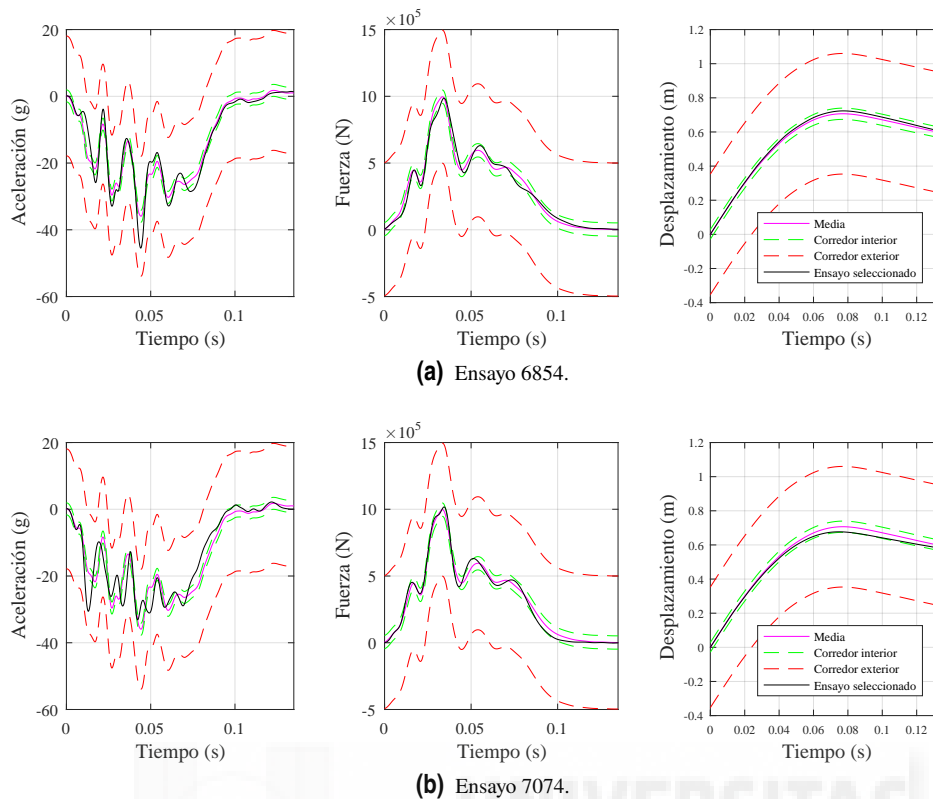 ×10⁵
20
0
-20
-40
-60
0
0.05
0.1
Aceleración (g)
Tiempo (s)
15
10
5
0
-5
0
0.05
0.1
Fuerza (N)
Tiempo (s)
1.2
1
0.8
0.6
0.4
0.2
0
-0.2
-0.4
0
0.02
0.04
0.06
0.08
0.1
0.12
Desplazamiento (m)
Tiempo (s)
Media
Corredor interior
Corredor exterior
Ensayo seleccionado
(a) Ensayo 6854.
×10⁵
20
0
-20
-40
-60
0
0.05
0.1
Aceleración (g)
Tiempo (s)
15
10
5
0
-5
0
0.05
0.1
Fuerza (N)
Tiempo (s)
1.2
1
0.8
0.6
0.4
0.2
0
-0.2
-0.4
0
0.02
0.04
0.06
0.08
0.1
0.12
Desplazamiento (m)
Tiempo (s)
Media
Corredor interior
Corredor exterior
Ensayo seleccionado
(b) Ensayo 7074.
UNIVERSITAS